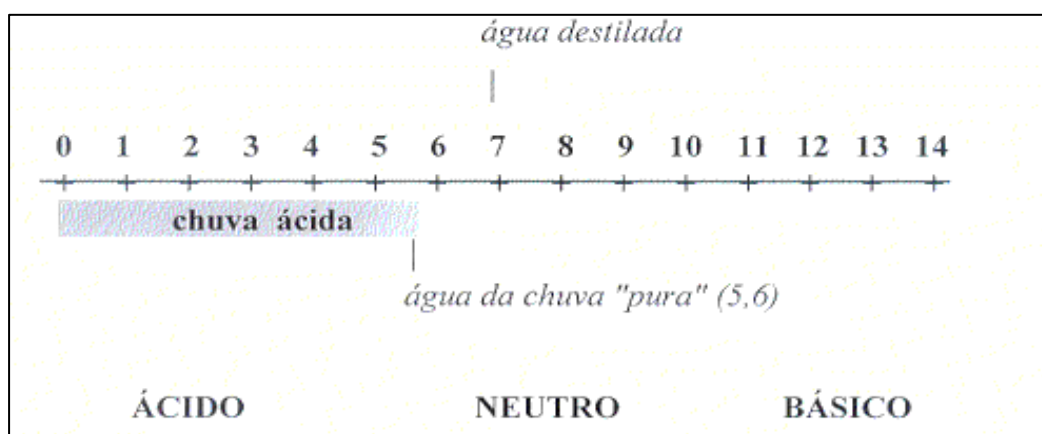 água destilada
0 1 2 3 4 5 6 7 8 9 10 11 12 13 14
chuva ácida
água da chuva "pura" (5,6)
ÁCIDO NEUTRO BÁSICO